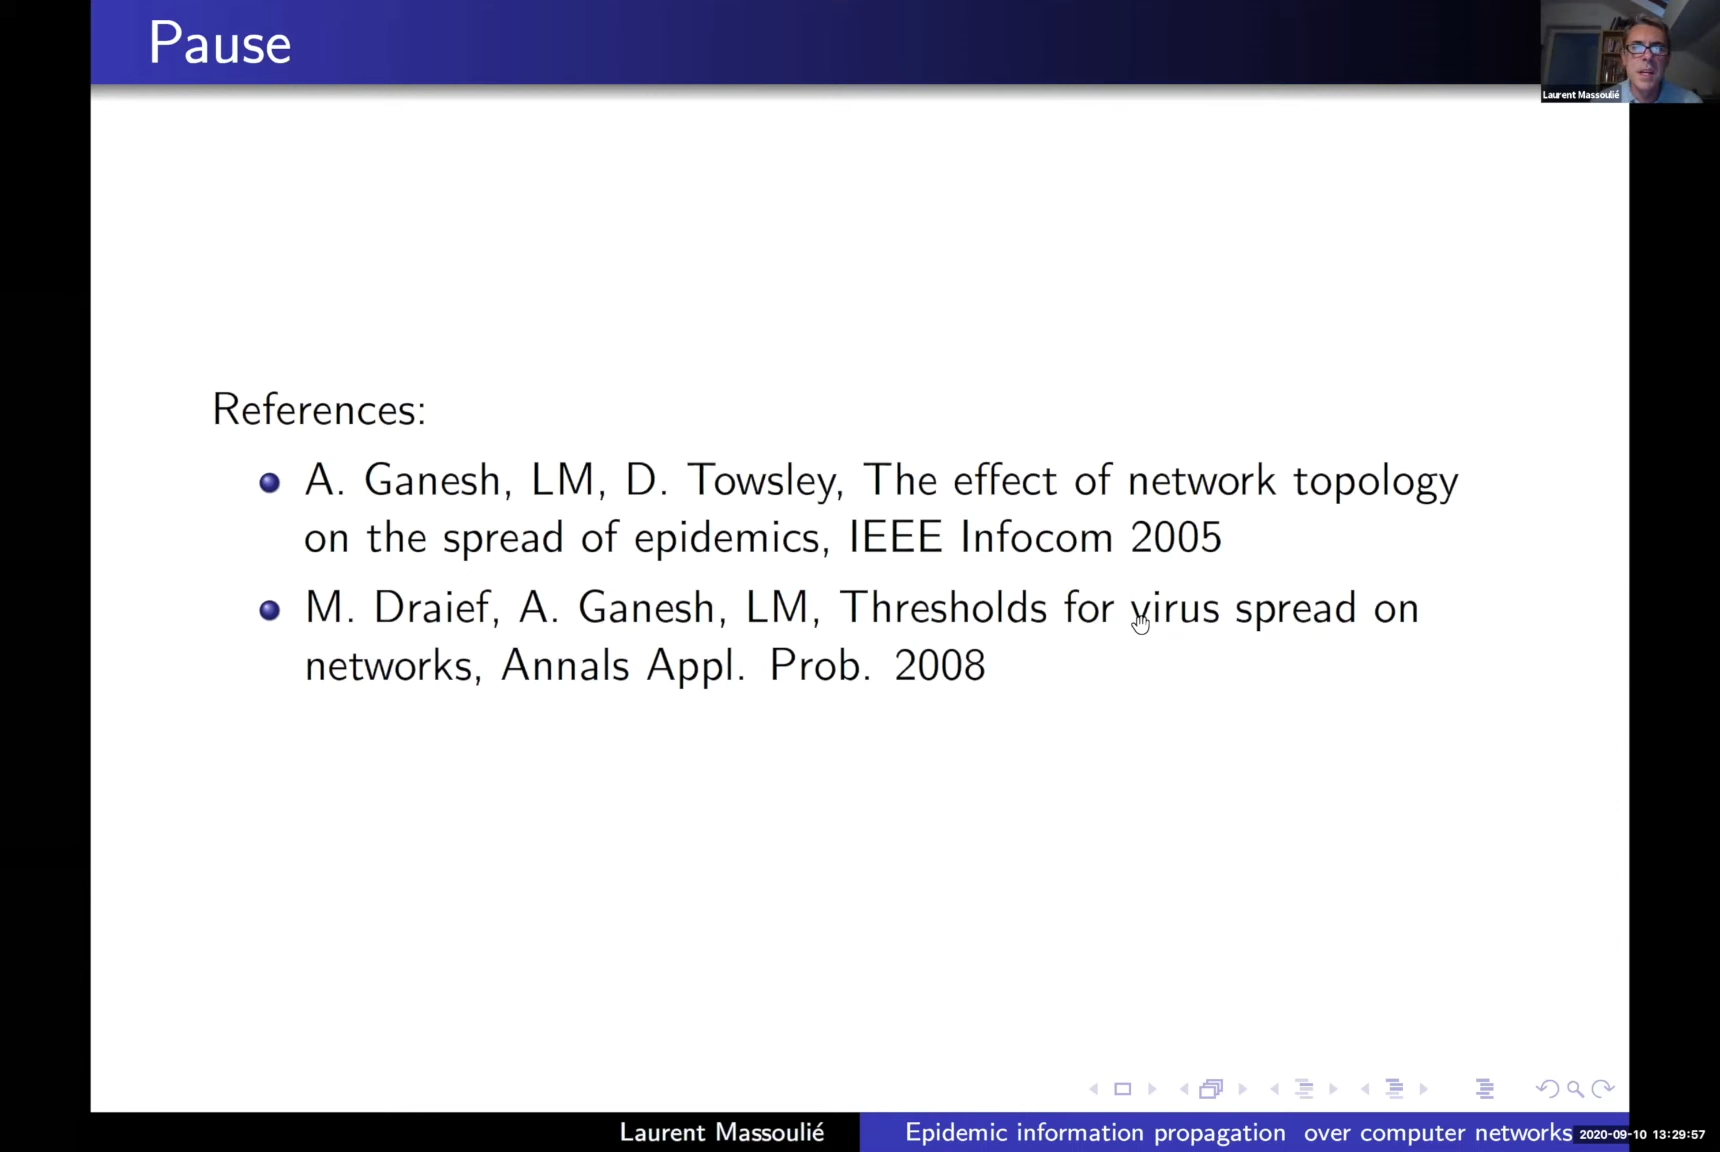 Pause
Laurent Massoulié
References:
A. Ganesh, LM, D. Towsley, The effect of network topology
on the spread of epidemics, IEEE Infocom 2005
M. Draief, A. Ganesh, LM, Thresholds for virus spread on
networks, Annals Appl. Prob. 2008
Laurent Massoulié
Epidemic information propagation over computer networks
2020-09-10 13:29:57